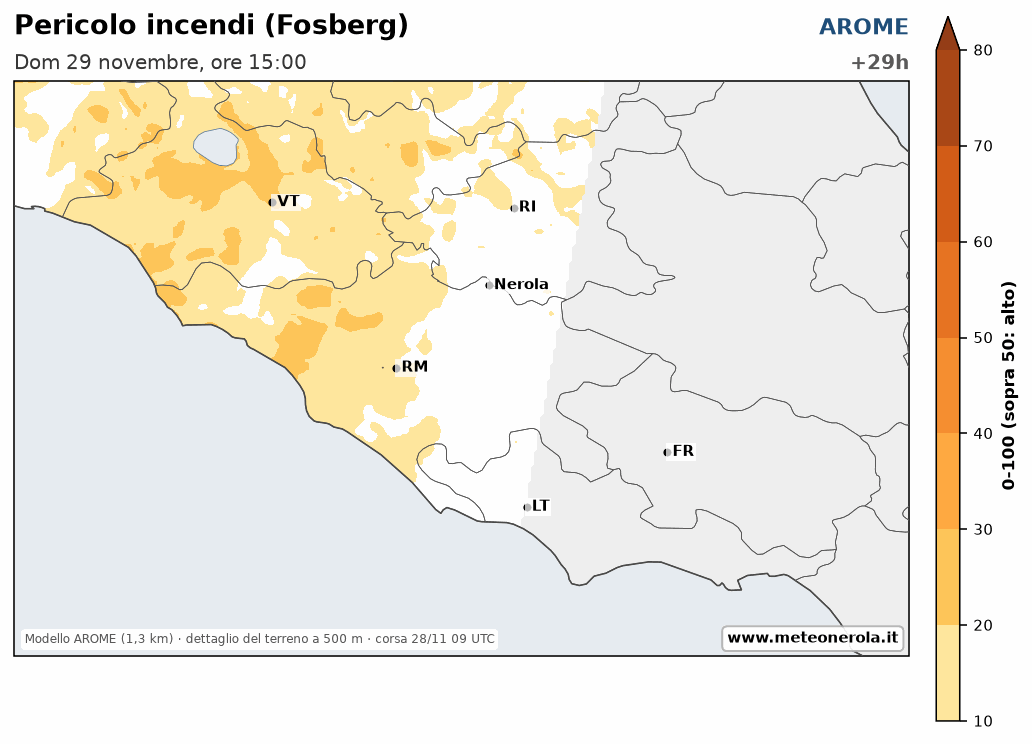 Pericolo incendi (Fosberg)
AROME
Dom 29 novembre, ore 15:00
+29h
VT
RI
Nerola
RM
FR
LT
80
70
60
50
40
30
20
10
0-100 (sopra 50: alto)
Modello AROME (1,3 km) · dettaglio del terreno a 500 m · corsa 28/11 09 UTC
www.meteonerola.it